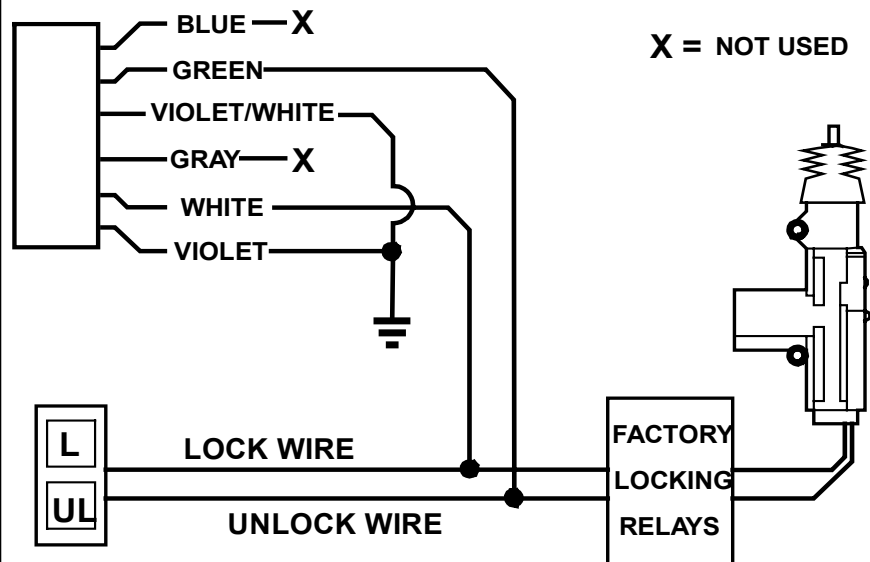 BLUE X
GREEN
VIOLET/WHITE
GRAY X
WHITE
VIOLET
X = NOT USED
L
UL
LOCK WIRE
UNLOCK WIRE
FACTORY
LOCKING
RELAYS